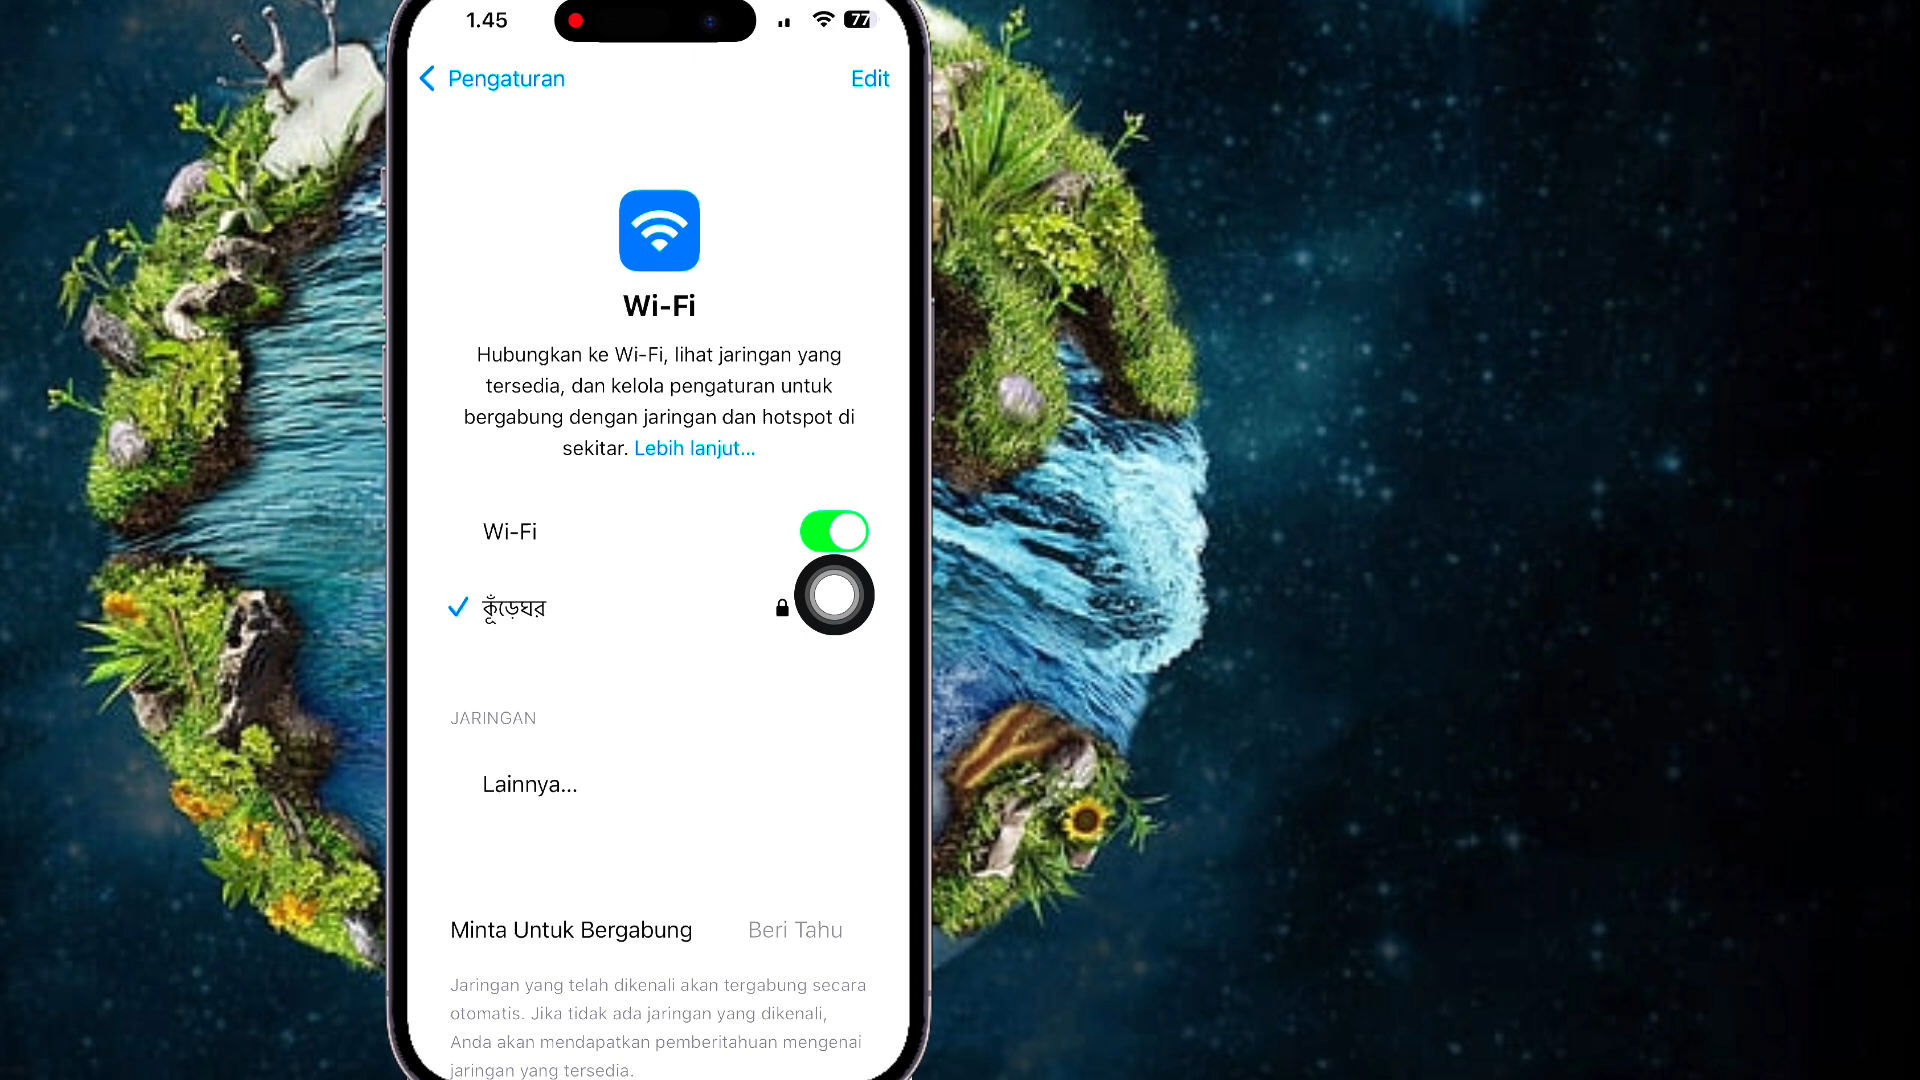 1.45
77
Pengaturan
Edit
Wi-Fi
Hubungkan ke Wi-Fi, lihat jaringan yang
tersedia, dan kelola pengaturan untuk
bergabung dengan jaringan dan hotspot di
sekitar. Lebih lanjut...
Wi-Fi
কুঁড়েঘর
JARINGAN
Lainnya...
Minta Untuk Bergabung
Beri Tahu
Jaringan yang telah dikenali akan tergabung secara
otomatis. Jika tidak ada jaringan yang dikenali,
Anda akan mendapatkan pemberitahuan mengenai
jaringan yang tersedia.